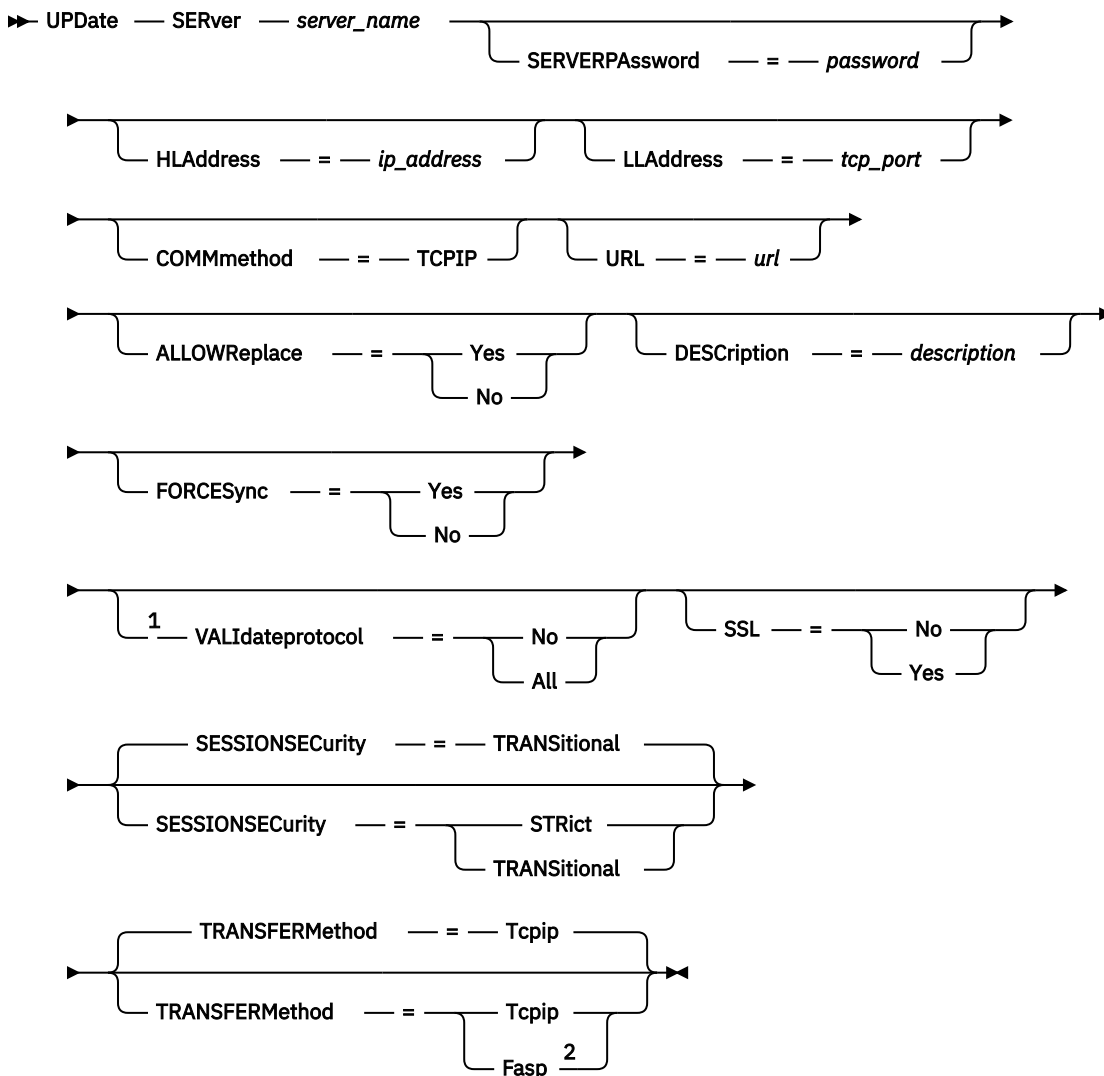 UPDate SERver server_name
SERVERPAssword = password
HLAddress = ip_address LLAddress = tcp_port
COMMmethod = TCPIP URL = url
ALLOWReplace = Yes
No
DESCription = description
FORCESync = Yes
No
1 VALIdateprotocol = No
All
SSL = No
Yes
SESSIONSECurity = TRANSitional
SESSIONSECurity = STRict
TRANSitional
TRANSFERMethod = Tcpip
TRANSFERMethod = Tcpip
Fasp 2